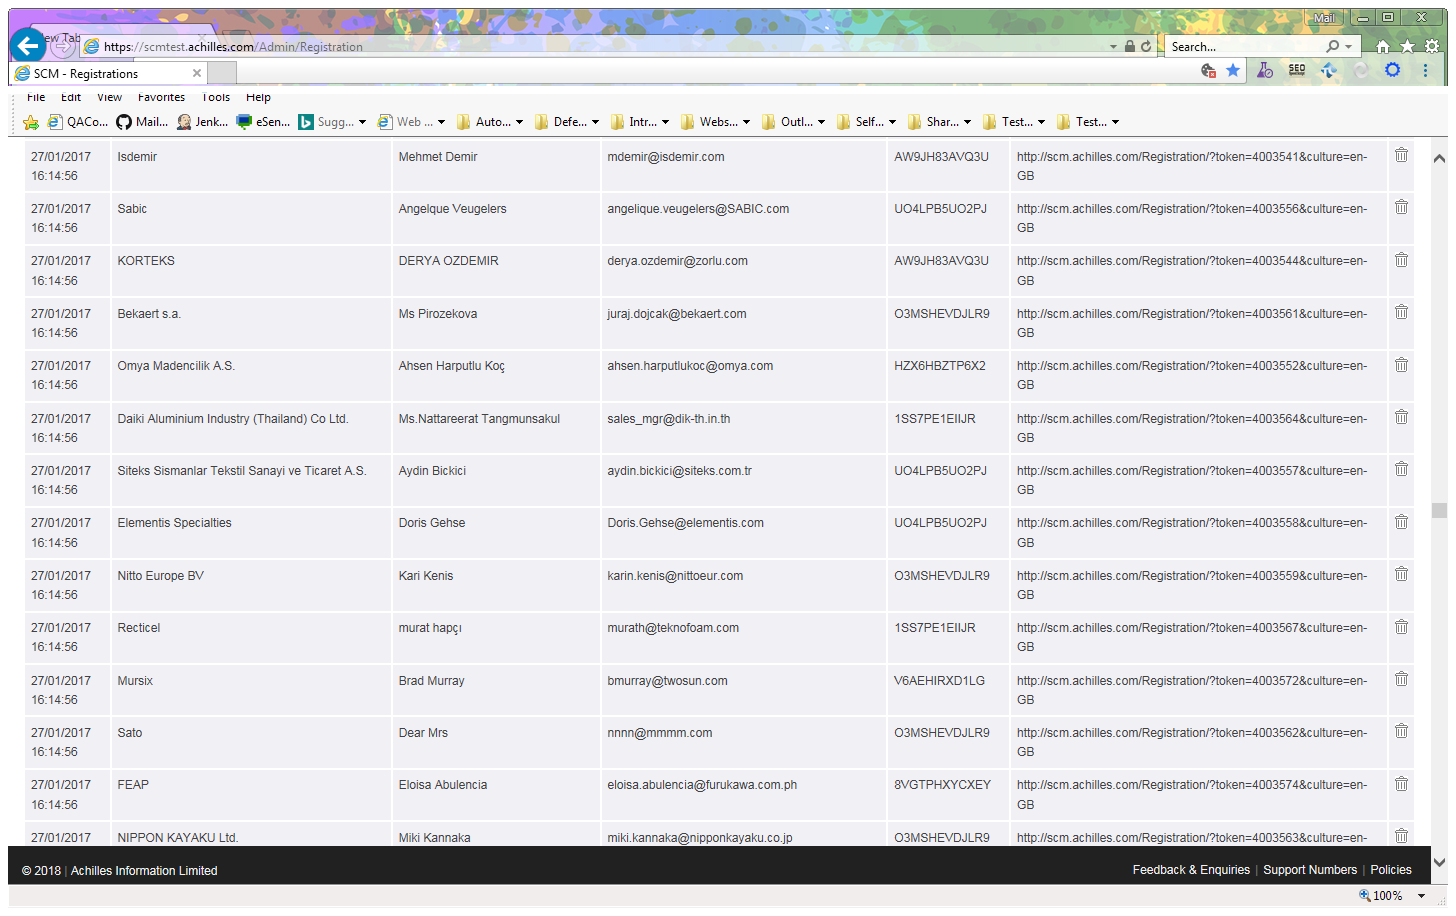 New Tab
Mail
https://scmtest.achilles.com/Admin/Registration
Search...
SCM - Registrations
SEO
File Edit View Favorites Tools Help
QACo... Mail... Jenk... eSen... Sugg... Web ... Auto... Defe... Intr... Webs... Outl... Self... Shar... Test... Test...
27/01/2017 Isdemir Mehmet Demir mdemir@isdemir.com AW9JH83AVQ3U http://scm.achilles.com/Registration/?token=4003541&culture=en-
16:14:56 GB
27/01/2017 Sabic Angelque Veugelers angelique.veugelers@SABIC.com UO4LPB5UO2PJ http://scm.achilles.com/Registration/?token=4003556&culture=en-
16:14:56 GB
27/01/2017 KORTEKS DERYA OZDEMIR derya.ozdemir@zorlu.com AW9JH83AVQ3U http://scm.achilles.com/Registration/?token=4003544&culture=en-
16:14:56 GB
27/01/2017 Bekaert s.a. Ms Pirozekova juraj.dojcak@bekaert.com O3MSHEVDJLR9 http://scm.achilles.com/Registration/?token=4003561&culture=en-
16:14:56 GB
27/01/2017 Omya Madencilik A.S. Ahsen Harputlu Koç ahsen.harputlukoc@omya.com HZX6HBZTP6X2 http://scm.achilles.com/Registration/?token=4003552&culture=en-
16:14:56 GB
27/01/2017 Daiki Aluminium Industry (Thailand) Co Ltd. Ms.Nattareerat Tangmunsakul sales_mgr@dik-th.in.th 1SS7PE1EIIJR http://scm.achilles.com/Registration/?token=4003564&culture=en-
16:14:56 GB
27/01/2017 Siteks Sismanlar Tekstil Sanayi ve Ticaret A.S. Aydin Bickici aydin.bickici@siteks.com.tr UO4LPB5UO2PJ http://scm.achilles.com/Registration/?token=4003557&culture=en-
16:14:56 GB
27/01/2017 Elementis Specialties Doris Gehse Doris.Gehse@elementis.com UO4LPB5UO2PJ http://scm.achilles.com/Registration/?token=4003558&culture=en-
16:14:56 GB
27/01/2017 Nitto Europe BV Kari Kenis karin.kenis@nittoeur.com O3MSHEVDJLR9 http://scm.achilles.com/Registration/?token=4003559&culture=en-
16:14:56 GB
27/01/2017 Recticel murat hapçı murath@teknofoam.com 1SS7PE1EIIJR http://scm.achilles.com/Registration/?token=4003567&culture=en-
16:14:56 GB
27/01/2017 Mursix Brad Murray bmurray@twosun.com V6AEHIRXD1LG http://scm.achilles.com/Registration/?token=4003572&culture=en-
16:14:56 GB
27/01/2017 Sato Dear Mrs nnnn@mmmm.com O3MSHEVDJLR9 http://scm.achilles.com/Registration/?token=4003562&culture=en-
16:14:56 GB
27/01/2017 FEAP Eloisa Abulencia eloisa.abulencia@furukawa.com.ph 8VGTPHXYCXEY http://scm.achilles.com/Registration/?token=4003574&culture=en-
16:14:56 GB
27/01/2017 NIPPON KAYAKU Ltd. Miki Kannaka miki.kannaka@nipponkayaku.co.jp O3MSHEVDJLR9 http://scm.achilles.com/Registration/?token=4003563&culture=en-
© 2018 | Achilles Information Limited Feedback & Enquiries | Support Numbers | Policies
100%